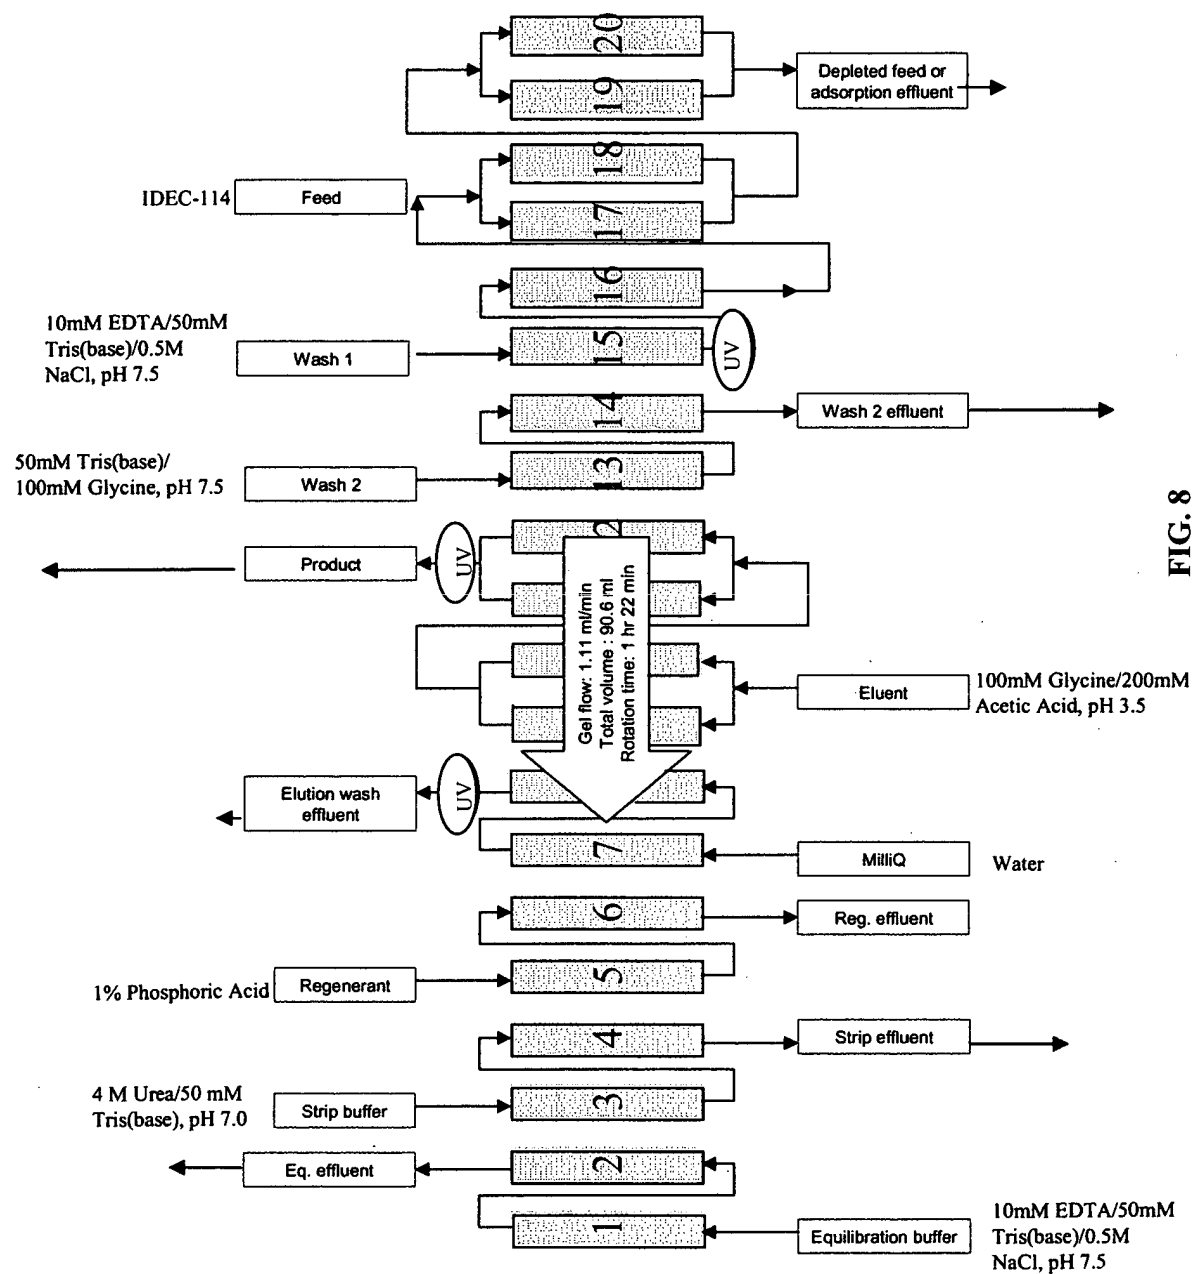 20
19
Depleted feed or
adsorption effluent
18
IDEC-114
Feed
17
16
10mM EDTA/50mM
Tris(base)/0.5M
NaCl, pH 7.5
Wash 1
15
UV
14
Wash 2 effluent
50mM Tris(base)/
100mM Glycine, pH 7.5
Wash 2
13
FIG. 8
2
Product
UV
Gel flow: 1.11 ml/min
Total volume : 90.6 ml
Rotation time: 1 hr 22 min
Eluent
100mM Glycine/200mM
Acetic Acid, pH 3.5
Elution wash
effluent
UV
7
MilliQ
Water
6
Reg. effluent
1% Phosphoric Acid
Regenerant
5
4
Strip effluent
4 M Urea/50 mM
Tris(base), pH 7.0
Strip buffer
3
Eq. effluent
2
1
Equilibration buffer
10mM EDTA/50mM
Tris(base)/0.5M
NaCl, pH 7.5